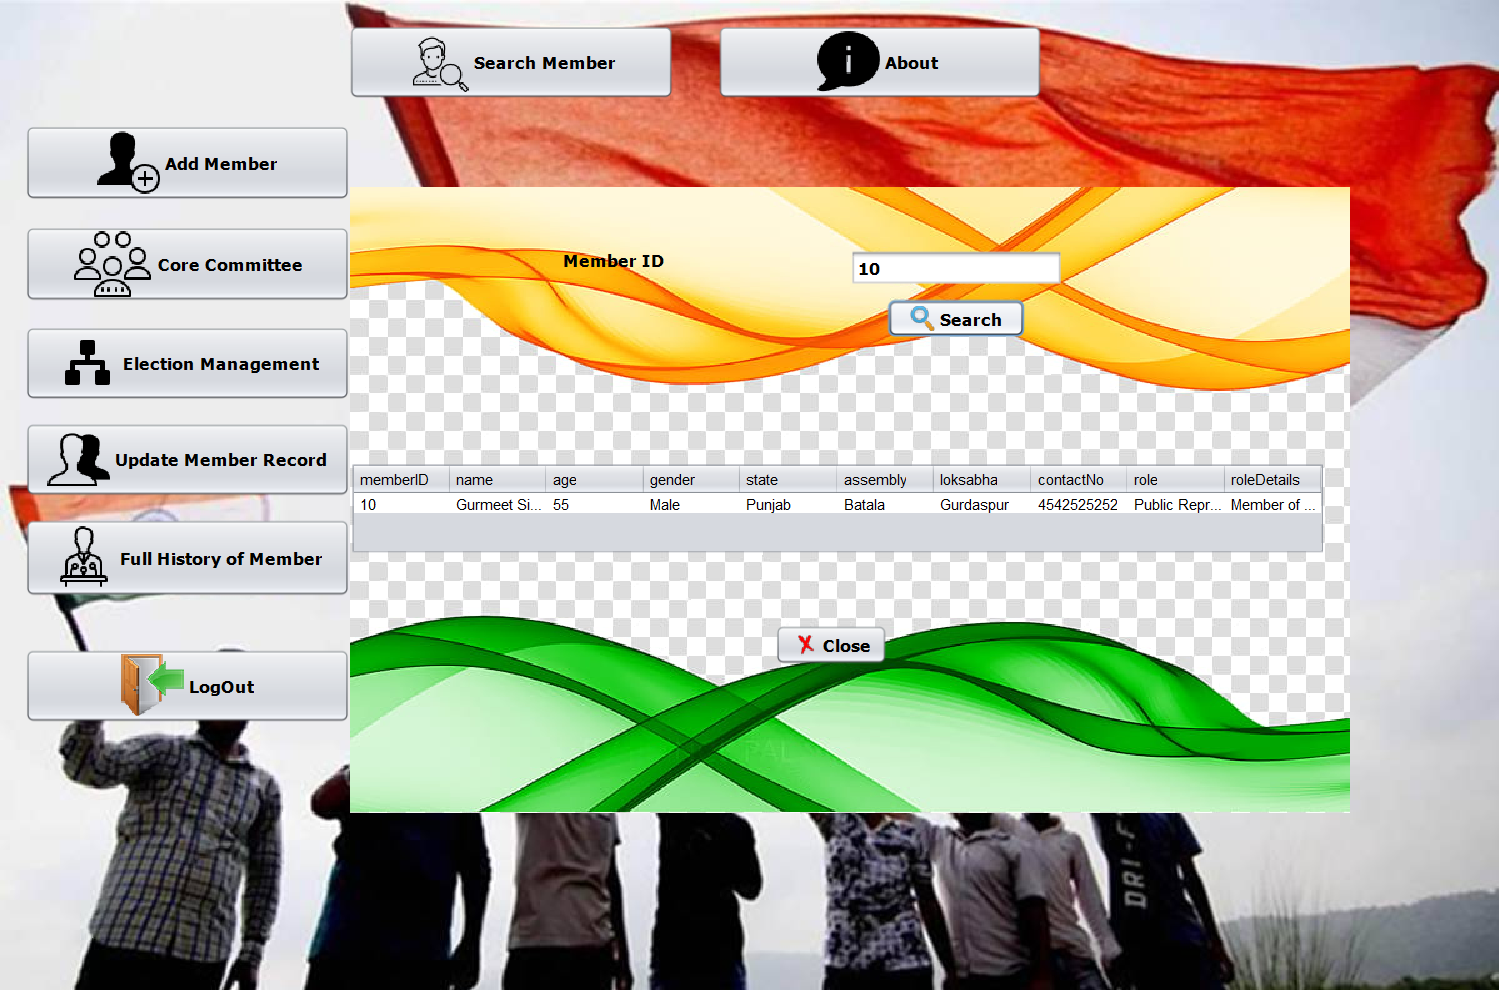 Search Member
About
Add Member
Core Committee
Election Management
Update Member Record
Full History of Member
LogOut
Member ID
10
Search
memberID name age gender state assembly loksabha contactNo role roleDetails
10 Gurmeet Si... 55 Male Punjab Batala Gurdaspur 4542525252 Public Repr... Member of ...
Close
PAL